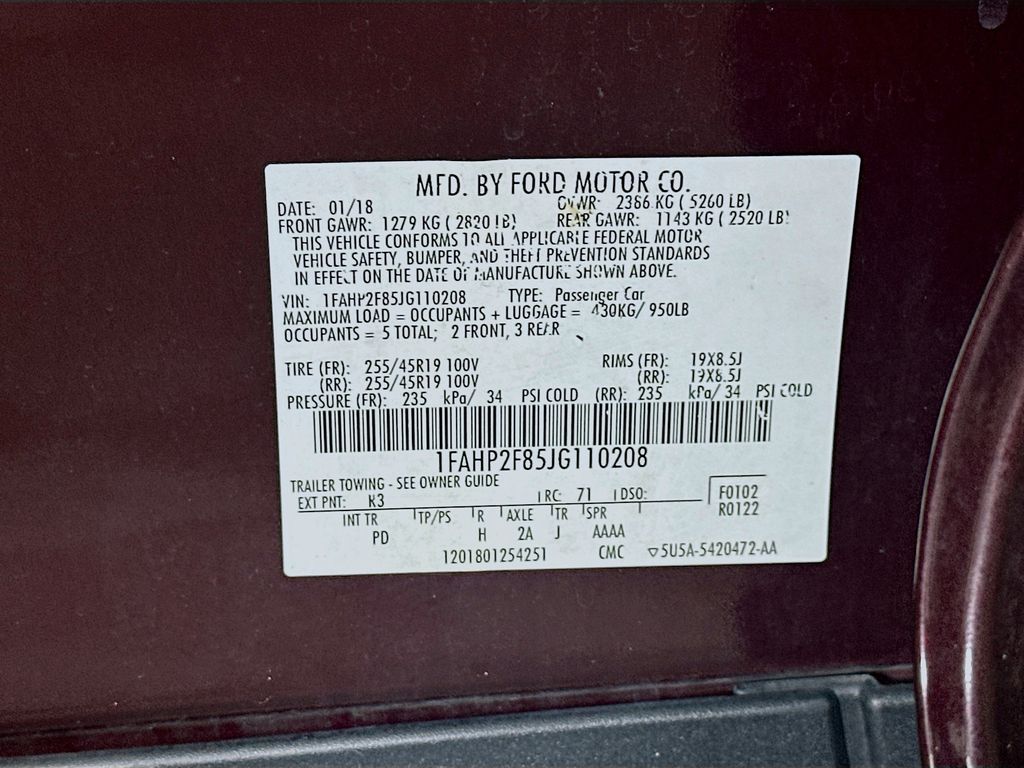 MFD. BY FORD MOTOR CO.
DATE: 01/18 GVWR: 2386 KG ( 5260 LB)
FRONT GAWR: 1279 KG ( 2820 LB) REAR GAWR: 1143 KG ( 2520 LB)
THIS VEHICLE CONFORMS TO ALL APPLICABLE FEDERAL MOTOR
VEHICLE SAFETY, BUMPER, AND THEFT PREVENTION STANDARDS
IN EFFECT ON THE DATE OF MANUFACTURE SHOWN ABOVE.
VIN: 1FAHP2F85JG110208 TYPE: Passenger Car
MAXIMUM LOAD = OCCUPANTS + LUGGAGE = 430KG/ 950LB
OCCUPANTS = 5 TOTAL; 2 FRONT, 3 REAR
TIRE (FR): 255/45R19 100V RIMS (FR): 19X8.5J
(RR): 255/45R19 100V (RR): 19X8.5J
PRESSURE (FR): 235 kPa/ 34 PSI COLD (RR): 235 kPa/ 34 PSI COLD
1FAHP2F85JG110208
TRAILER TOWING - SEE OWNER GUIDE
EXT PNT: K3 RC: 71 DSO: F0102
R0122
INT TR TP/PS R AXLE TR SPR
PD H 2A J AAAA
1201801254251 CMC ▽5U5A-5420472-AA